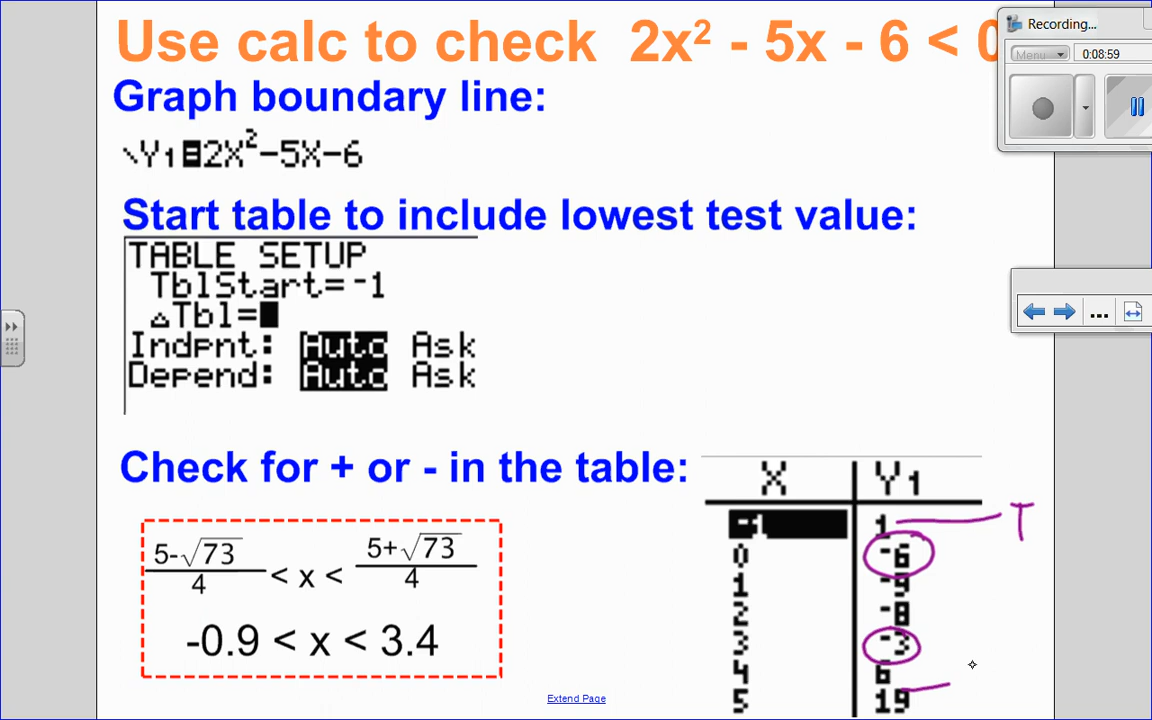 Use calc to check 2x² - 5x - 6 < 0
Recording...
Menu
0:08:59
Graph boundary line:
\Y1=2X²-5X-6
Start table to include lowest test value:
TABLE SETUP
TblStart=-1
△Tbl=
...
Indpnt: Auto Ask
Depend: Auto Ask
Check for + or - in the table:
5-√73/4 < x < 5+√73/4
-0.9 < x < 3.4
X Y1
-1 1 T
0 -6
1 -9
2 -8
3 -3
4 6
5 19
Extend Page